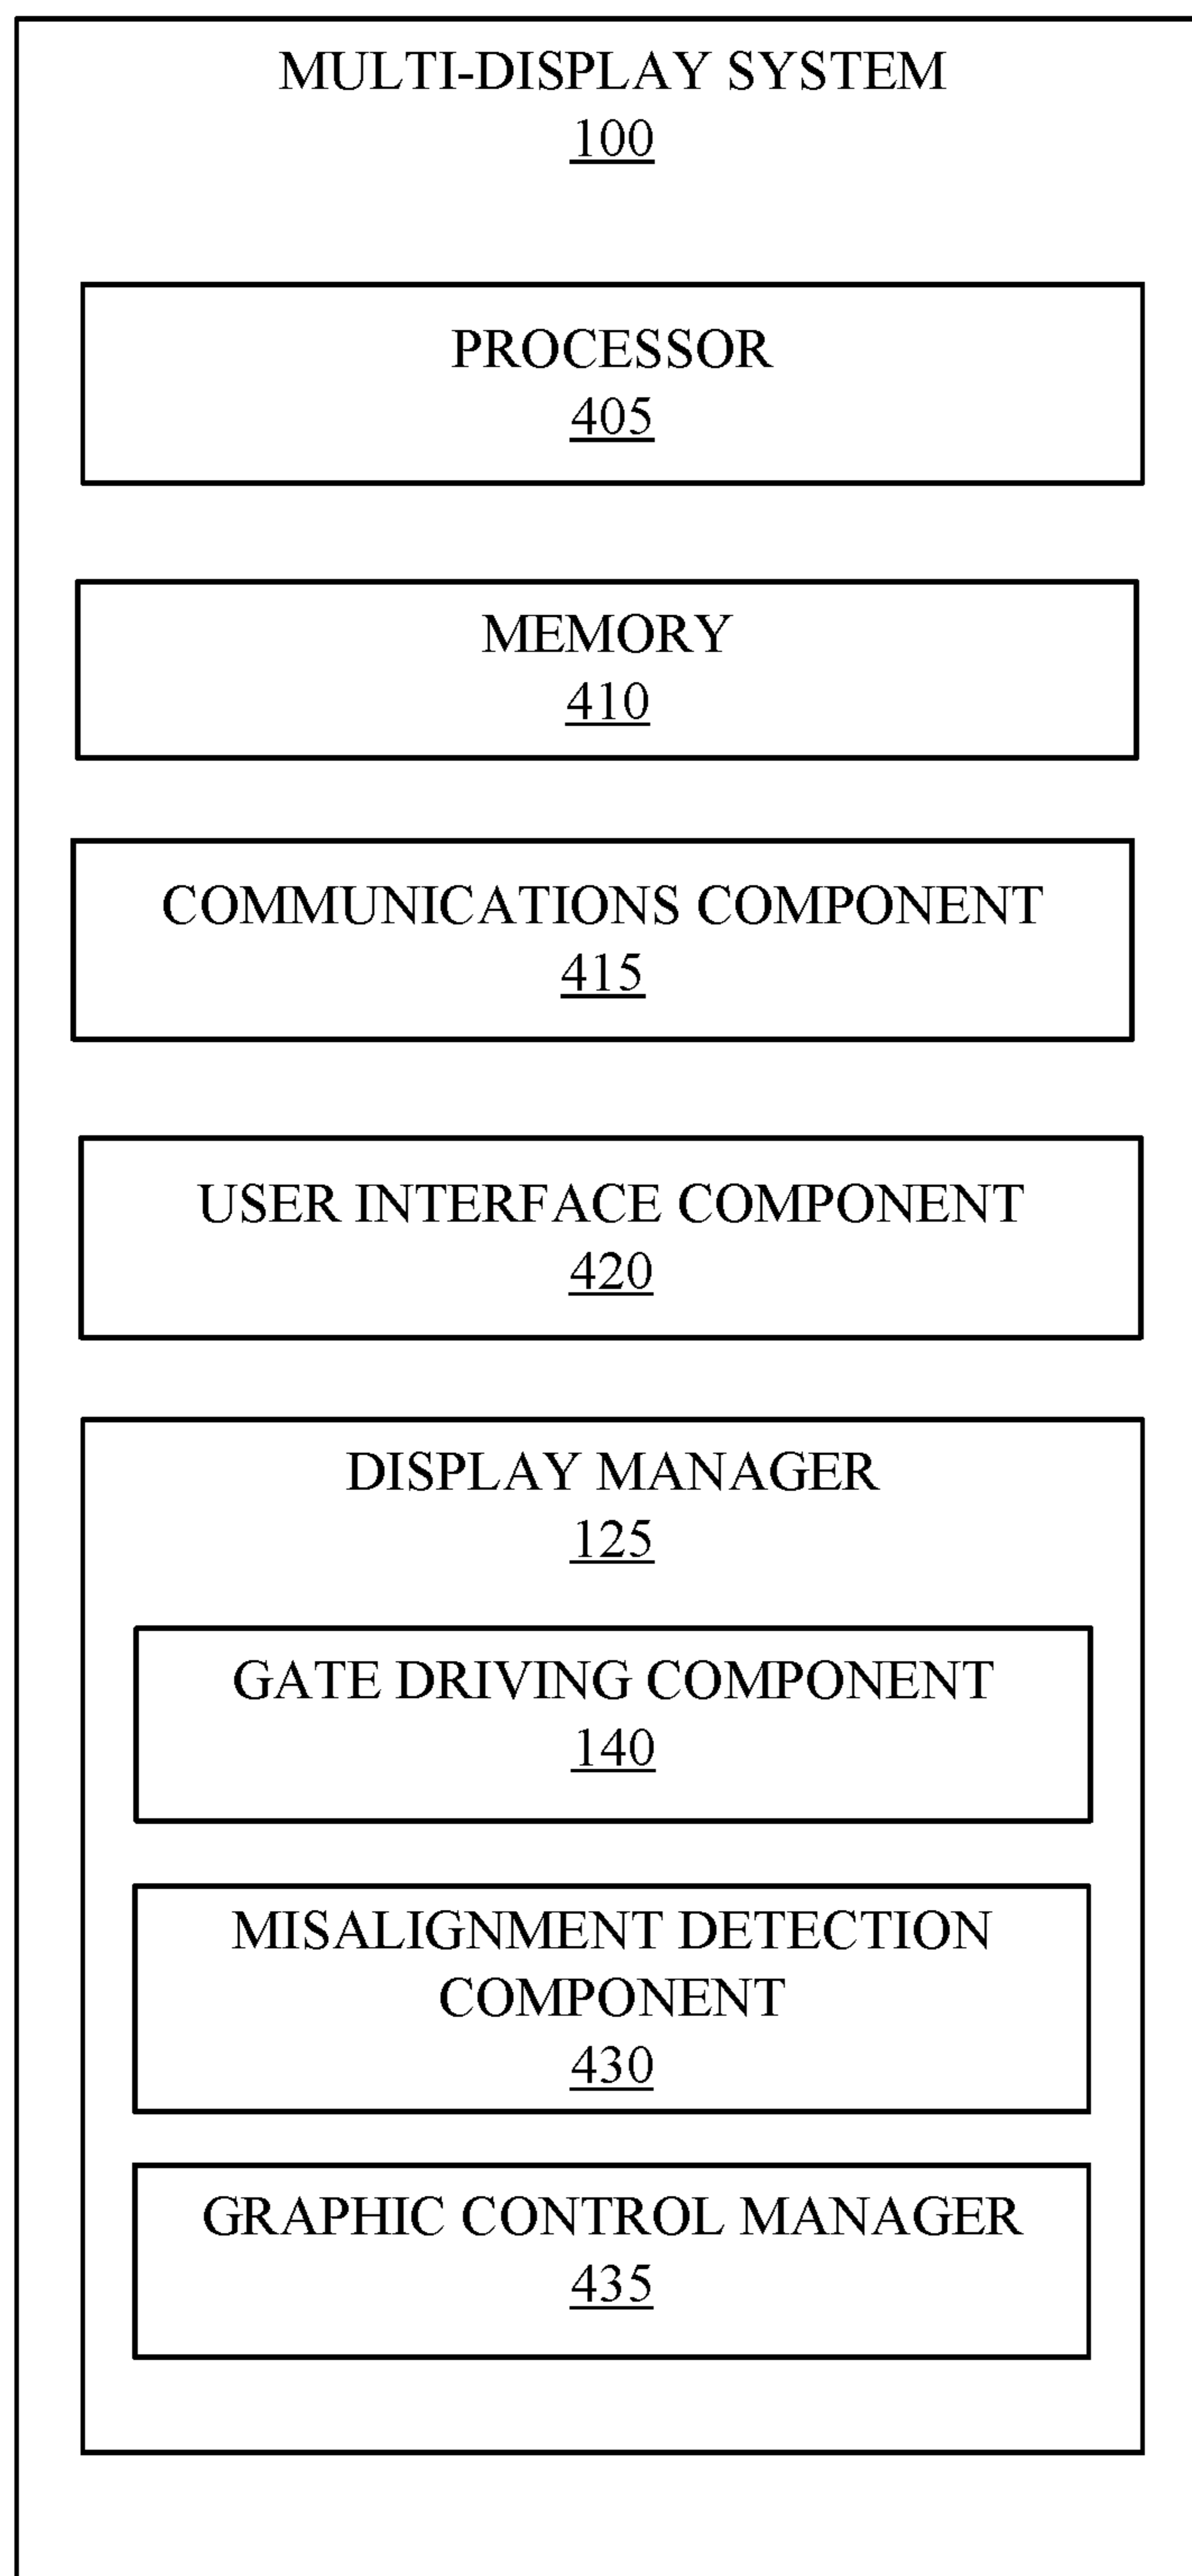 MULTI-DISPLAY SYSTEM
100
PROCESSOR
405
MEMORY
410
COMMUNICATIONS COMPONENT
415
USER INTERFACE COMPONENT
420
DISPLAY MANAGER
125
GATE DRIVING COMPONENT
140
MISALIGNMENT DETECTION
COMPONENT
430
GRAPHIC CONTROL MANAGER
435